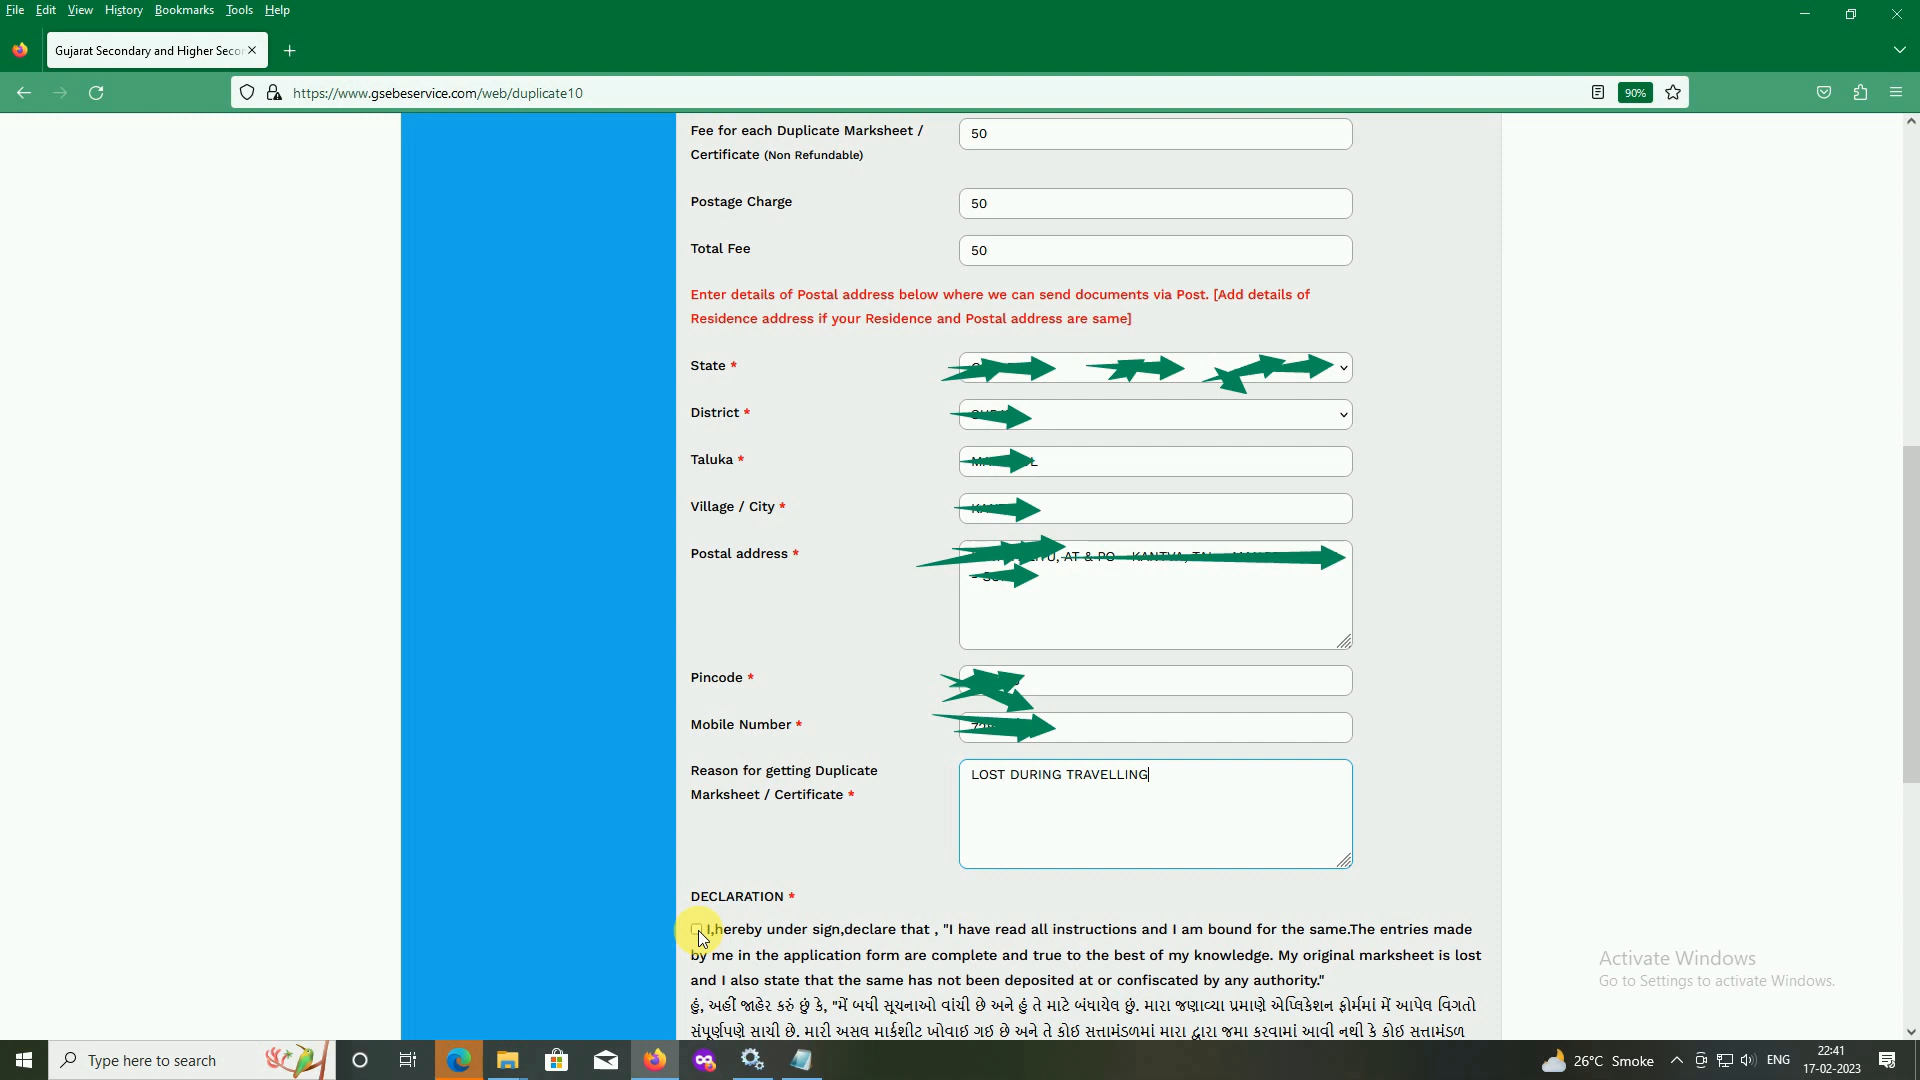 File Edit View History Bookmarks Tools Help
Gujarat Secondary and Higher Secon
https://www.gsebeservice.com/web/duplicate10
90%
Fee for each Duplicate Marksheet /
Certificate (Non Refundable)
50
Postage Charge
50
Total Fee
50
Enter details of Postal address below where we can send documents via Post. [Add details of
Residence address if your Residence and Postal address are same]
State *
District *
Taluka *
Village / City *
Postal address *
AT & PO - KANTVA,
Pincode *
Mobile Number *
Reason for getting Duplicate
Marksheet / Certificate *
LOST DURING TRAVELLING
DECLARATION *
I,hereby under sign,declare that , "I have read all instructions and I am bound for the same.The entries made
by me in the application form are complete and true to the best of my knowledge. My original marksheet is lost
and I also state that the same has not been deposited at or confiscated by any authority."
હું, અહીં જાહેર કરું છું કે, "મેં બધી સૂચનાઓ વાંચી છે અને હું તે માટે બંધાયેલ છું. મારા જણાવ્યા પ્રમાણે એપ્લિકેશન ફોર્મમાં મેં આપેલ વિગતો
સંપૂર્ણપણે સાચી છે. મારી અસલ માર્કશીટ ખોવાઇ ગઇ છે અને તે કોઇ સત્તામંડળમાં મારા દ્વારા જમા કરવામાં આવી નથી કે કોઇ સત્તામંડળ
Activate Windows
Go to Settings to activate Windows.
Type here to search
26°C Smoke
ENG
22:41
17-02-2023